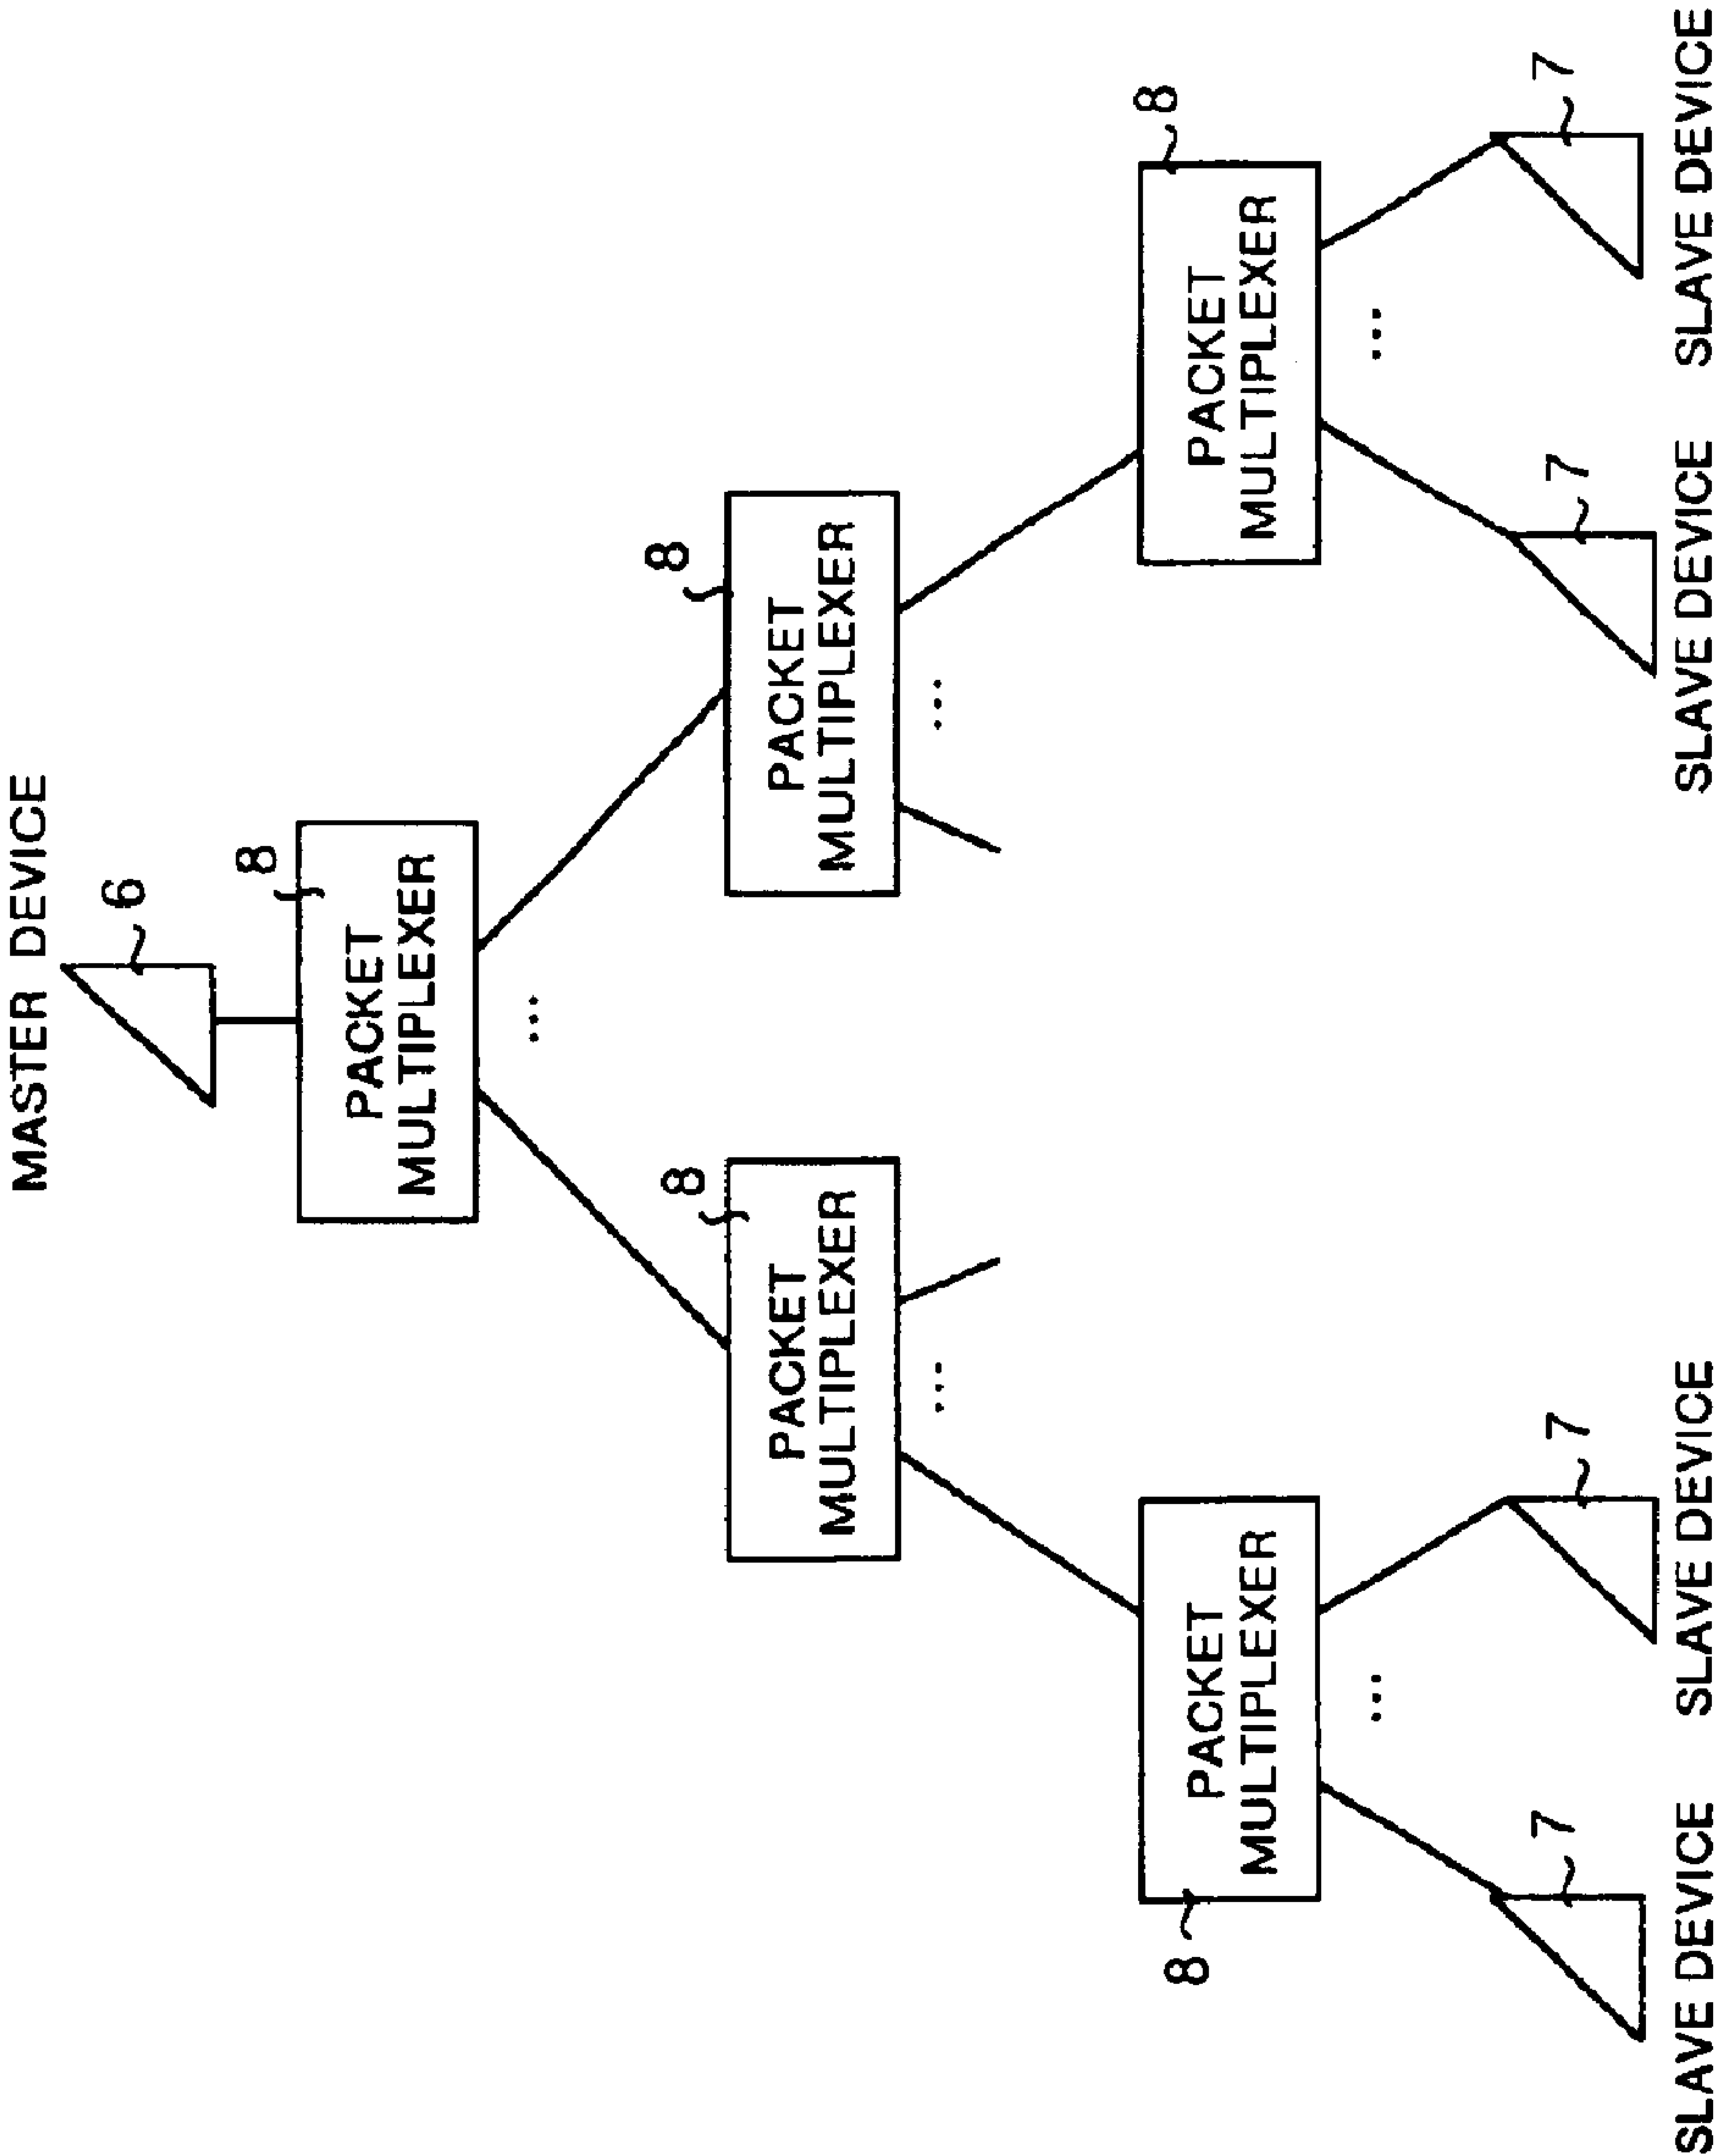 MASTER DEVICE
6
8
PACKET
MULTIPLEXER
...
8
PACKET
MULTIPLEXER
...
8
PACKET
MULTIPLEXER
...
8
PACKET
MULTIPLEXER
...
8
PACKET
MULTIPLEXER
...
7
7
7
7
SLAVE DEVICE
SLAVE DEVICE
SLAVE DEVICE
SLAVE DEVICE